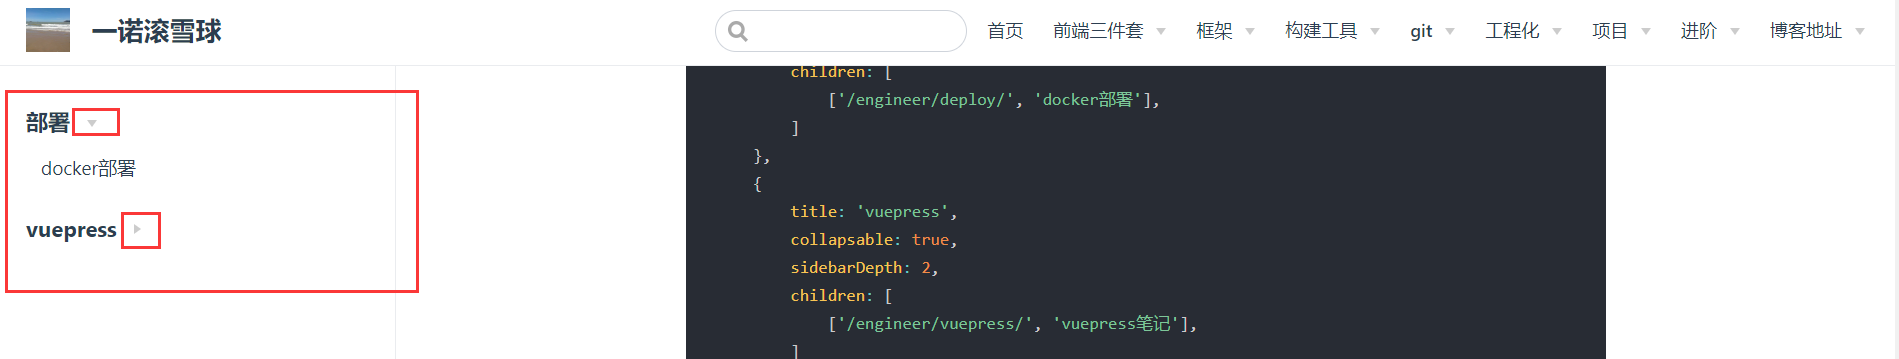 一诺滚雪球
首页 前端三件套 框架 构建工具 git 工程化 项目 进阶 博客地址
部署
docker部署
vuepress
children: [
['/engineer/deploy/', 'docker部署'],
]
},
{
title: 'vuepress',
collapsable: true,
sidebarDepth: 2,
children: [
['/engineer/vuepress/', 'vuepress笔记'],
]